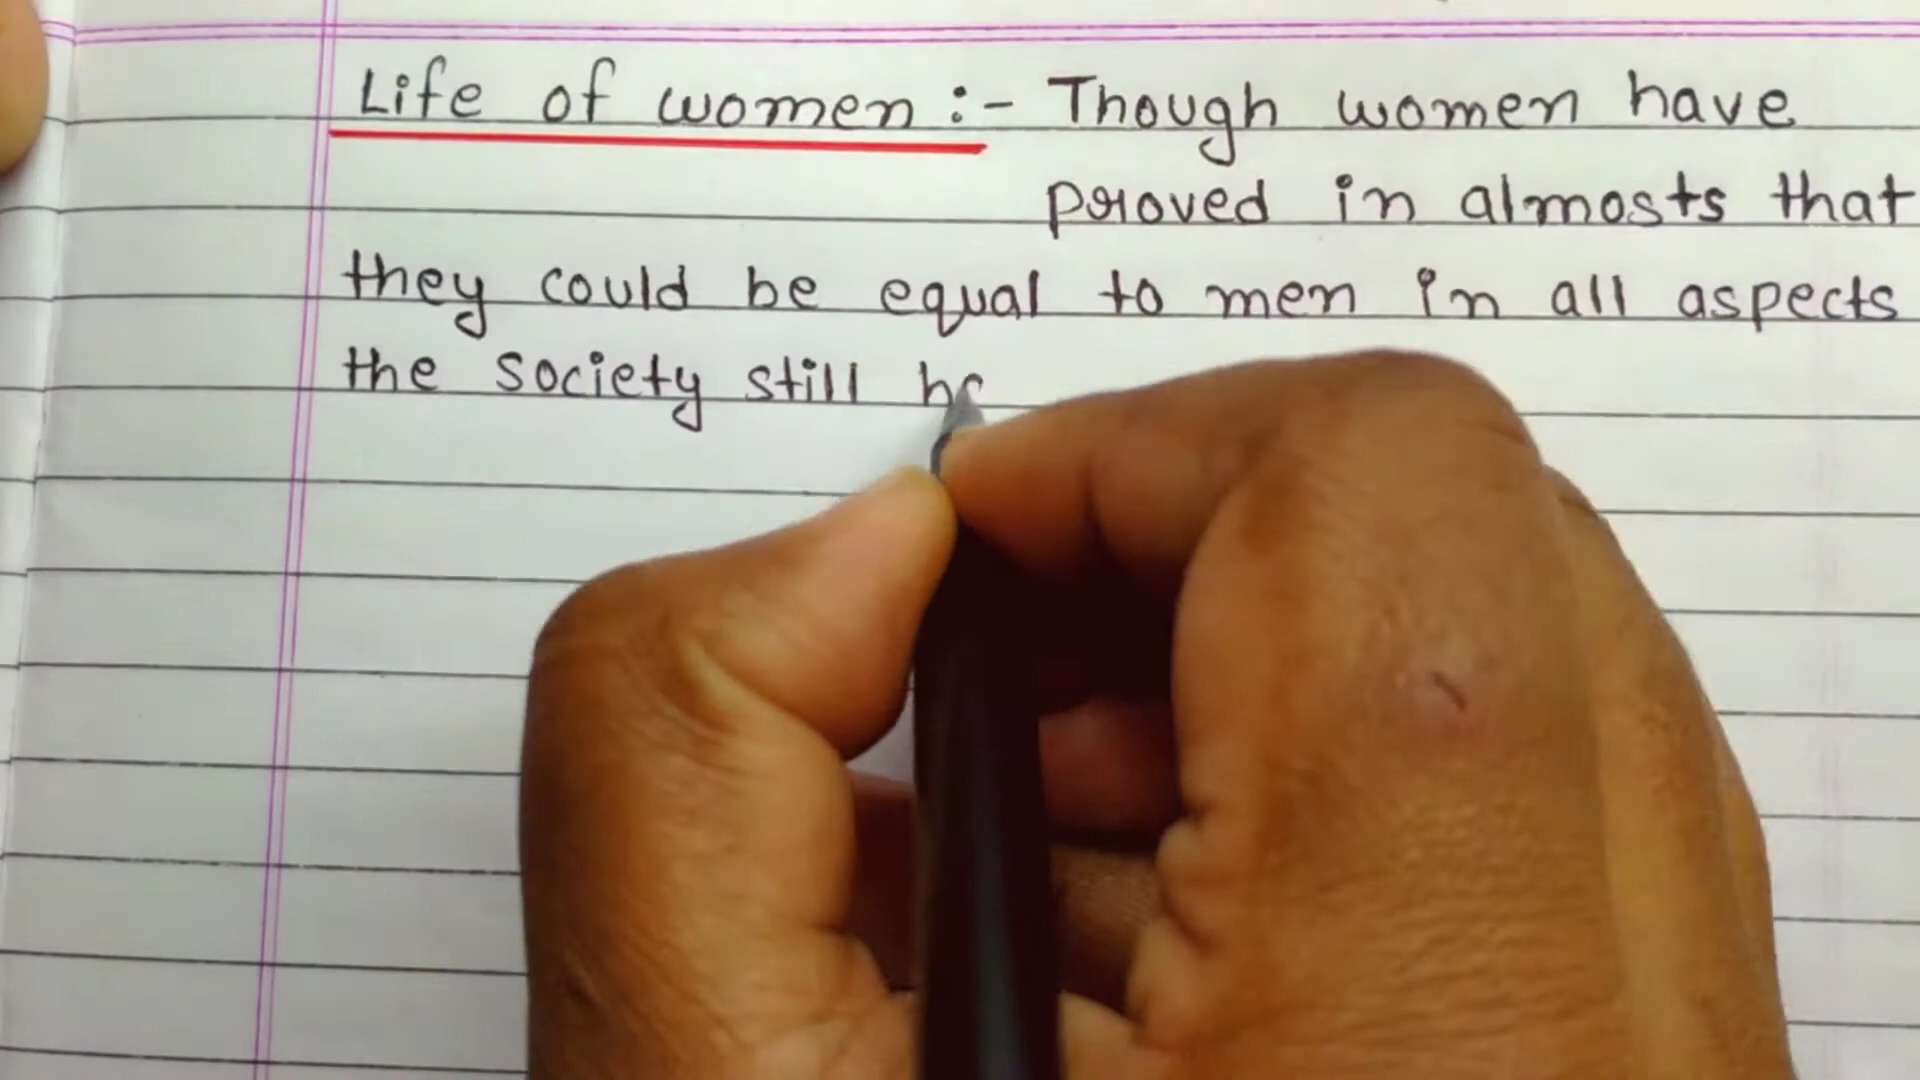 Life of women :- Though women have
proved in almosts that
they could be equal to men in all aspects
the society still